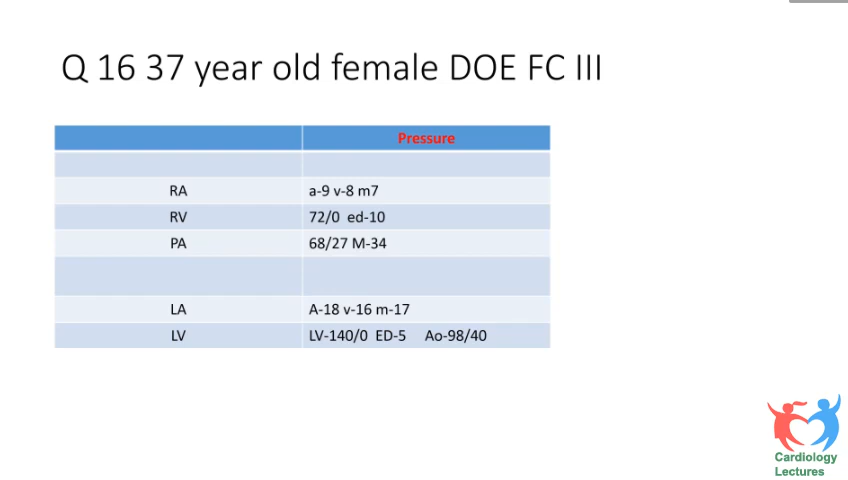 Q 16 37 year old female DOE FC III
Pressure
RA a-9 v-8 m7
RV 72/0 ed-10
PA 68/27 M-34
LA A-18 v-16 m-17
LV LV-140/0 ED-5 Ao-98/40
Cardiology
Lectures